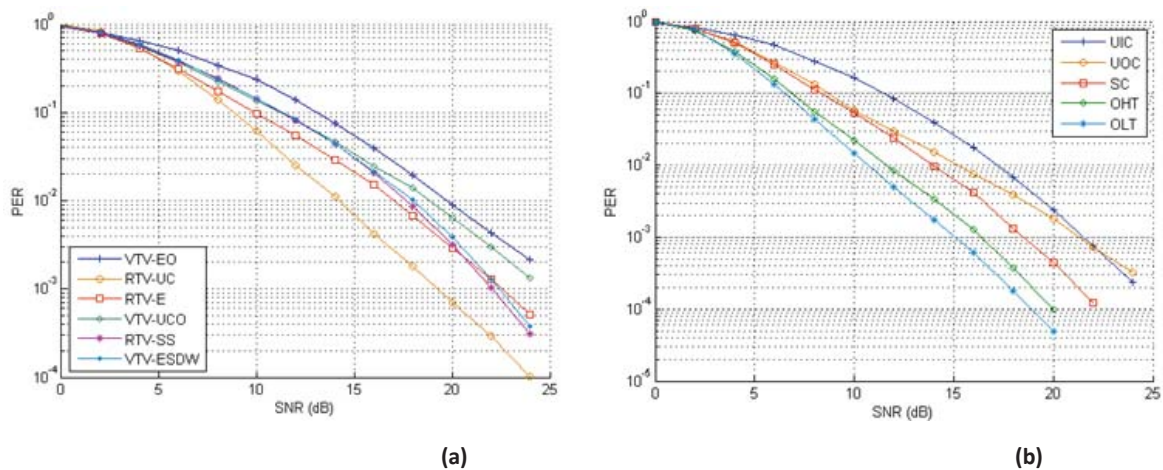 10^0
10^-1
10^-2
10^-3
10^-4
PER
0
5
10
15
20
25
SNR (dB)
VTV-EO
RTV-UC
RTV-E
VTV-UCO
RTV-SS
VTV-ESDW
(a)
10^0
10^-1
10^-2
10^-3
10^-4
10^-5
PER
0
5
10
15
20
25
SNR (dB)
UIC
UOC
SC
OHT
OLT
(b)